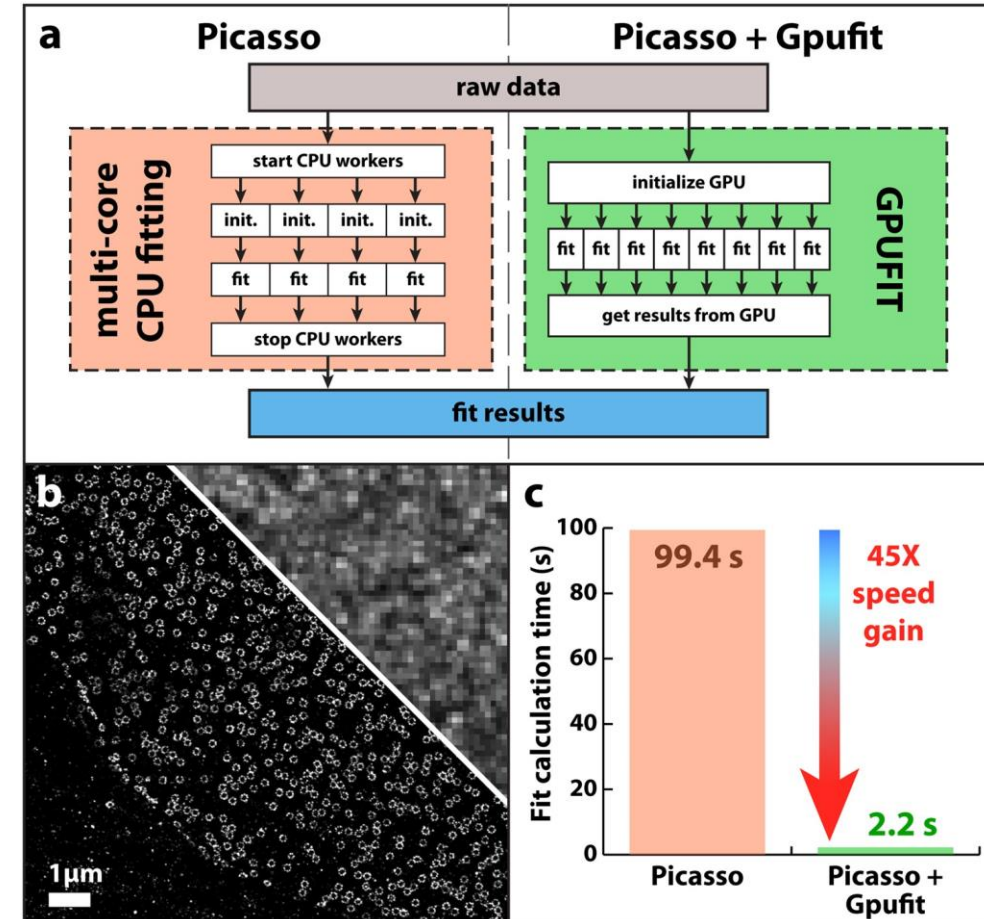 a
Picasso
Picasso + Gpufit
raw data
multi-core
CPU fitting
start CPU workers
init. init. init. init.
fit fit fit fit
stop CPU workers
initialize GPU
fit fit fit fit fit fit fit fit
get results from GPU
GPUFIT
fit results
b
1μm
c
Fit calculation time (s)
100
80
60
40
20
0
99.4 s
45X
speed
gain
2.2 s
Picasso
Picasso +
Gpufit